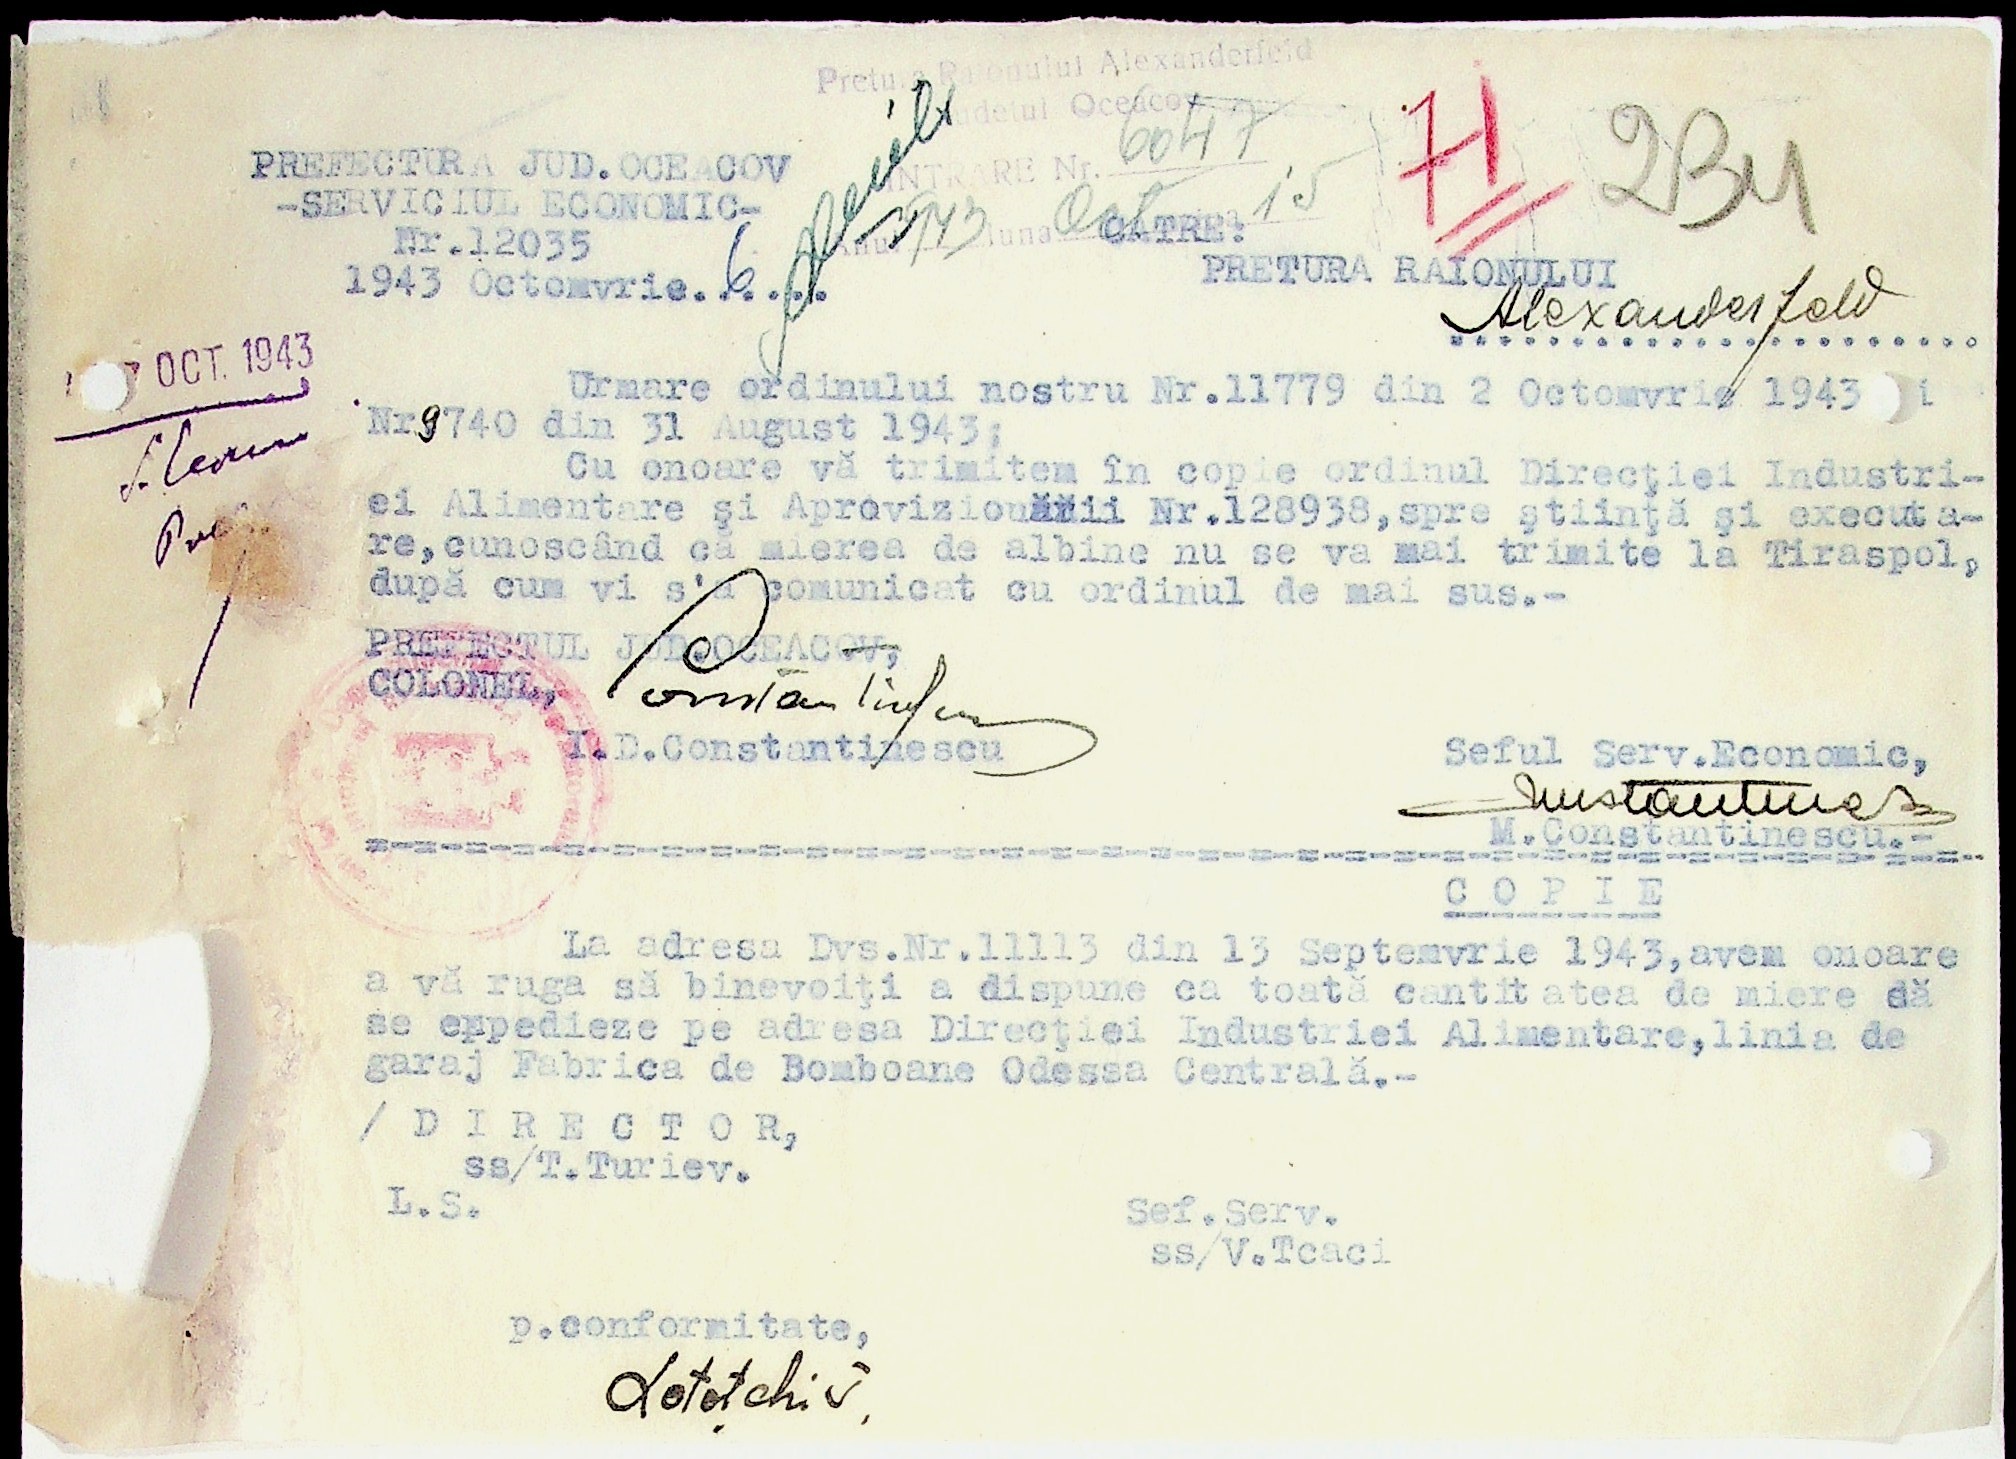 Pretura Raionului Alexanderfeld
Judetul Oceacov
INTRARE Nr. 6047
Anul 1943 luna Oct 15
71
PREFECTURA JUD.OCEACOV
-SERVICIUL ECONOMIC-
Nr.12035
1943 Octomvrie.6.....
CATRE:
PRETURA RAIONULUI
Alexanderfeld
7 OCT. 1943
Urmare ordinului nostru Nr.11779 din 2 Octomvrie 1943 i
Nr.9740 din 31 August 1943;
Cu onoare vă trimitem în copie ordinul Direcţiei Industri-
ei Alimentare şi Aprovizionării Nr.128938,spre ştiinţă şi executa-
re,cunoscând că mierea de albine nu se va mai trimite la Tiraspol,
după cum vi s'a comunicat cu ordinul de mai sus.-
PREFECTUL JUD.OCEACOV,
COLONEL,
Constantinescu
I.D.Constantinescu
Seful Serv.Economic,
M.Constantinescu.-
C O P I E
La adresa Dvs.Nr.11113 din 13 Septemvrie 1943,avem onoare
a vă ruga să binevoiţi a dispune ca toată cantitatea de miere să
se eppedieze pe adresa Direcţiei Industriei Alimentare,linia de
garaj Fabrica de Bomboane Odessa Centrală.-
/ D I R E C T O R,
ss/T.Turiev.
L.S.
Sef.Serv.
ss/V.Tcaci
p.conformitate,